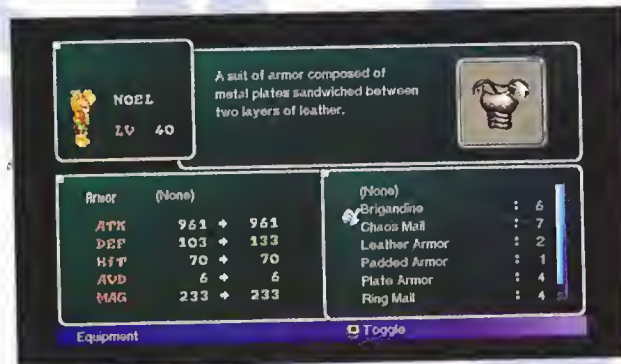 NOEL
LV 40
A suit of armor composed of
metal plates sandwiched between
two layers of leather.
Armor (None)
ATK 961 → 961
DEF 103 → 133
HIT 70 → 70
AVD 6 → 6
MAG 233 → 233
(None)
Brigandine : 6
Chaos Mail : 7
Leather Armor : 2
Padded Armor : 1
Plate Armor : 4
Ring Mail : 4
Equipment
Toggle